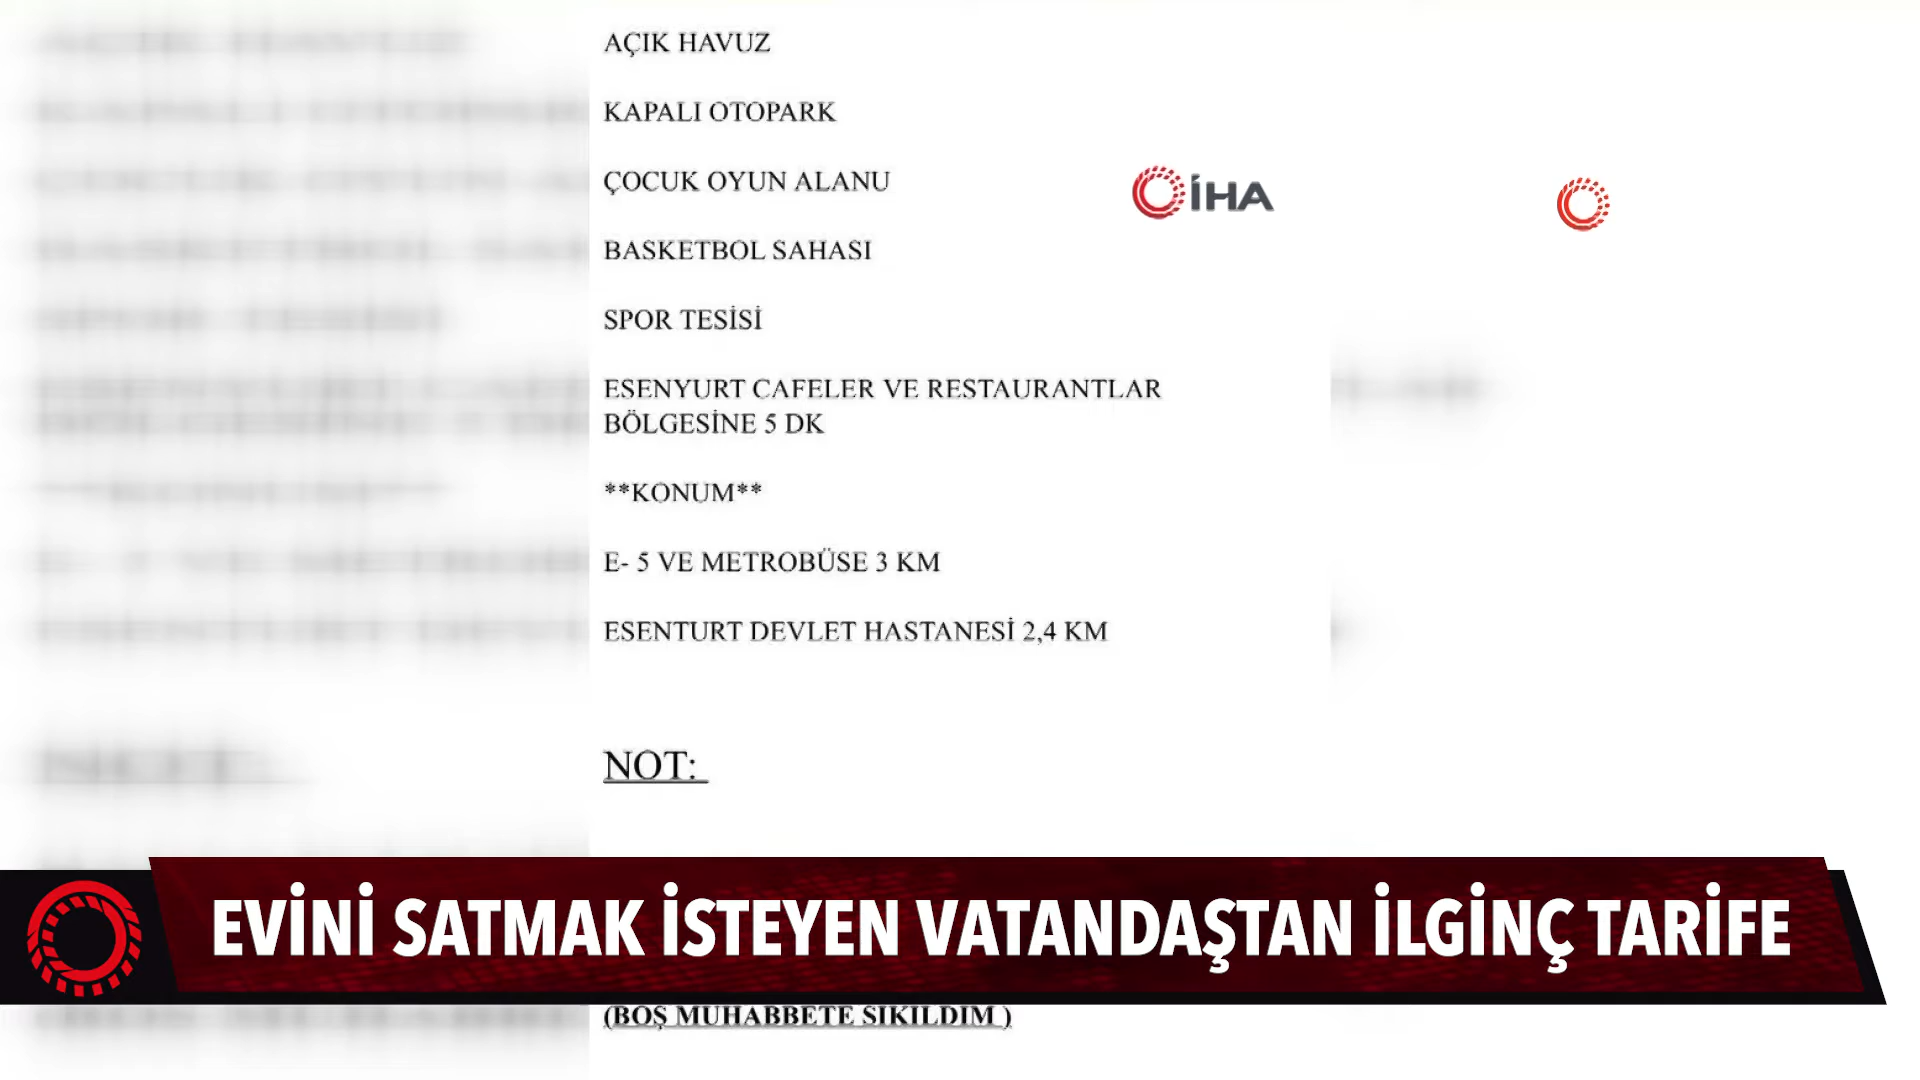 AÇIK HAVUZ
KAPALI OTOPARK
ÇOCUK OYUN ALANU
İHA
BASKETBOL SAHASI
SPOR TESİSİ
ESENYURT CAFELER VE RESTAURANTLAR
BÖLGESİNE 5 DK
**KONUM**
E- 5 VE METROBÜSE 3 KM
ESENTURT DEVLET HASTANESİ 2,4 KM
NOT:
EVİNİ SATMAK İSTEYEN VATANDAŞTAN İLGİNÇ TARİFE
(BOŞ MUHABBETE SIKILDIM )